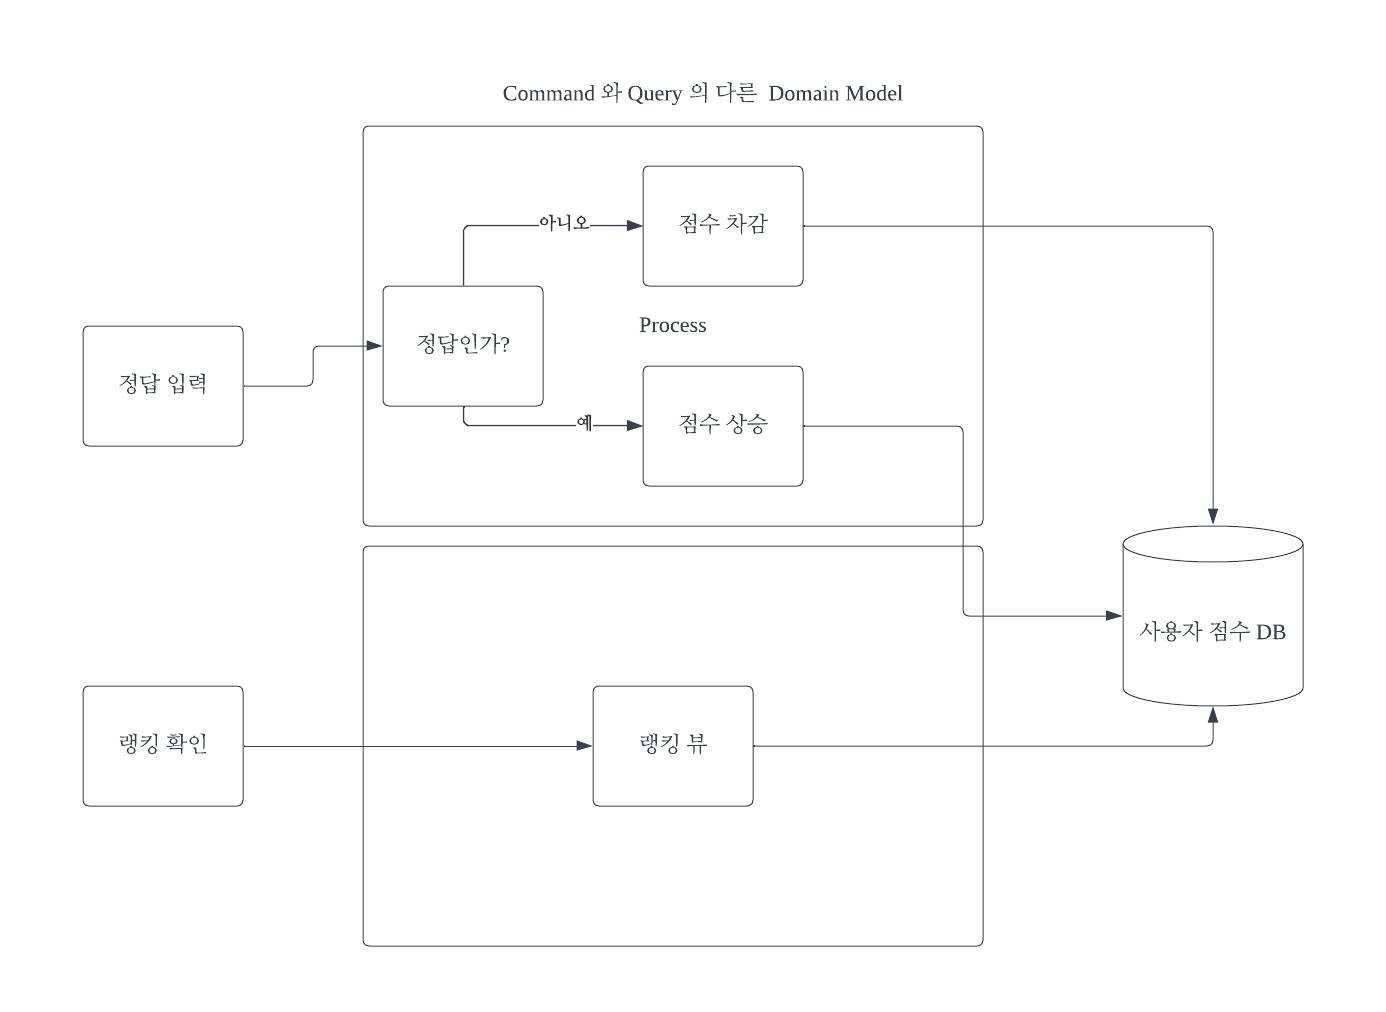 Command 와 Query 의 다른 Domain Model
아니오
점수 차감
정답인가?
Process
정답 입력
예
점수 상승
사용자 점수 DB
랭킹 확인
랭킹 뷰